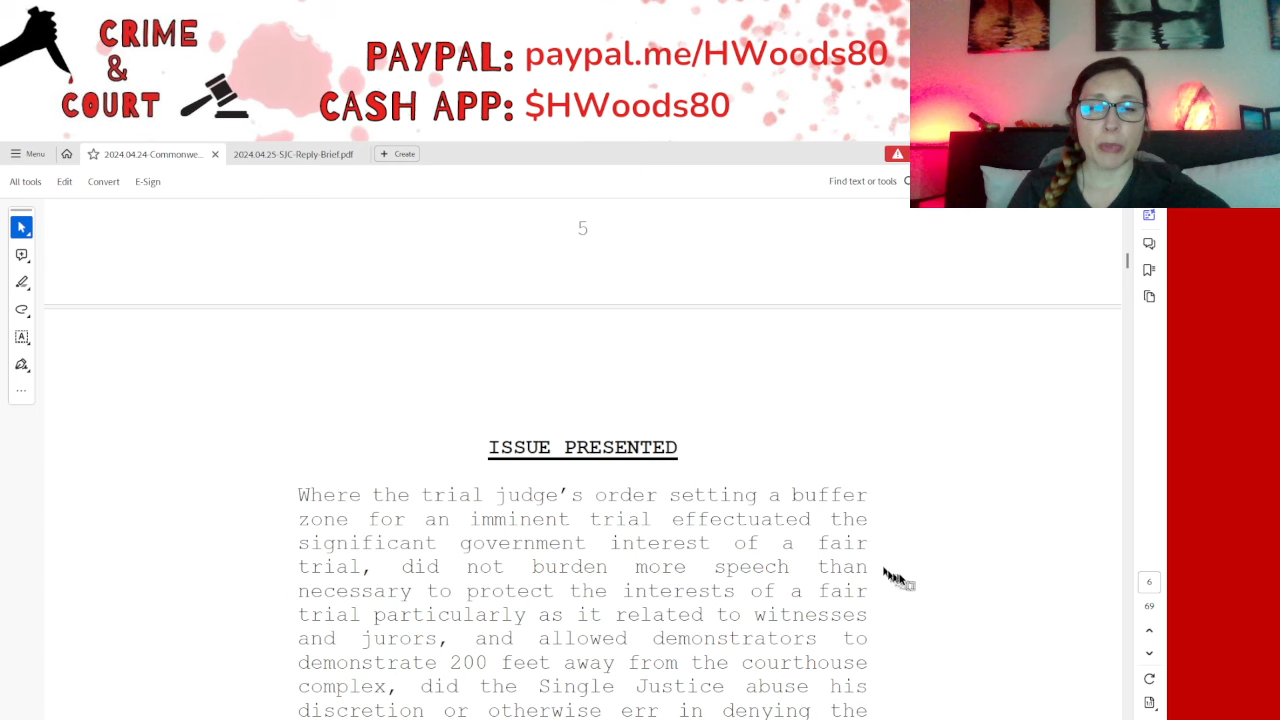 CRIME
&
COURT
PAYPAL: paypal.me/HWoods80
CASH APP: $HWoods80
Menu
2024.04.24-Commonwe...
2024.04.25-SJC-Reply-Brief.pdf
+ Create
All tools
Edit
Convert
E-Sign
Find text or tools
5
ISSUE PRESENTED
Where the trial judge's order setting a buffer
zone for an imminent trial effectuated the
significant government interest of a fair
trial, did not burden more speech than
necessary to protect the interests of a fair
trial particularly as it related to witnesses
and jurors, and allowed demonstrators to
demonstrate 200 feet away from the courthouse
complex, did the Single Justice abuse his
discretion or otherwise err in denying the
6
69